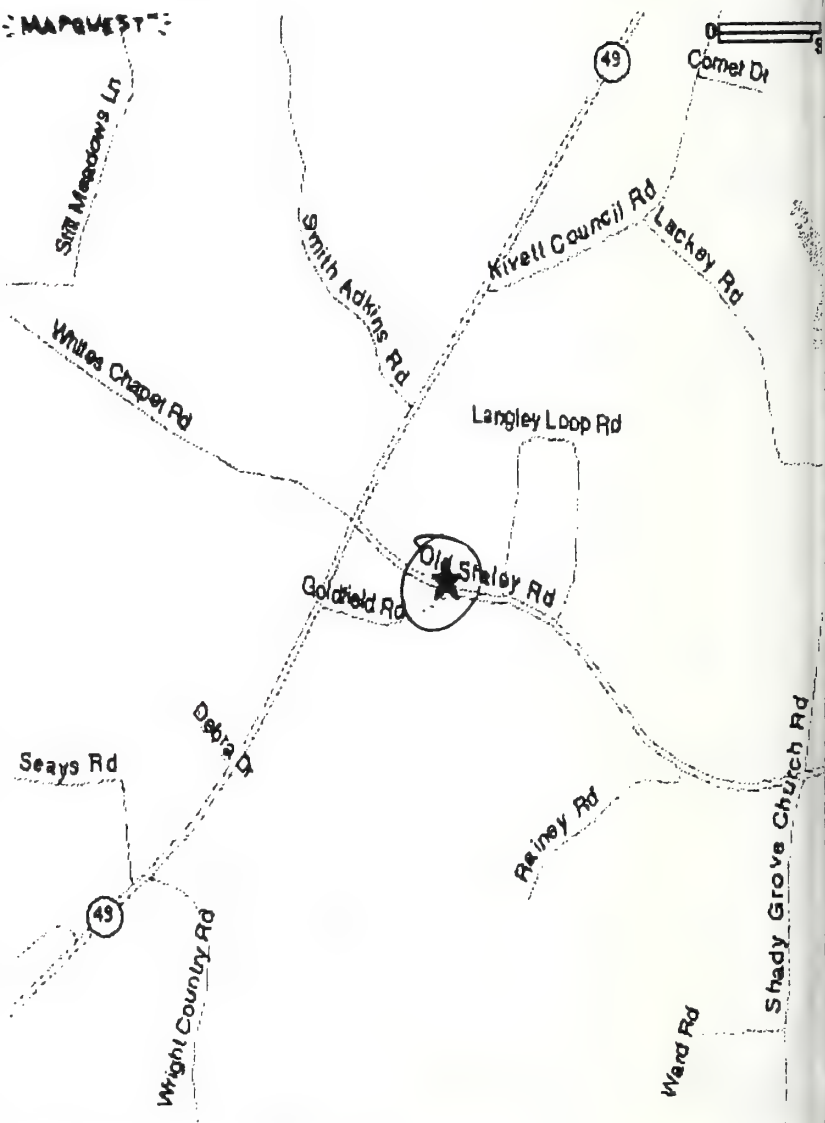 MAPQUEST
0
49
Comet Dr
Still Meadows Ln
Kivett Council Rd
Lackey Rd
Smith Adkins Rd
Whites Chapel Rd
Langley Loop Rd
Old Staley Rd
Goldfield Rd
Debra Dr
Seays Rd
Shady Grove Church Rd
Rainey Rd
49
Wright Country Rd
Ward Rd